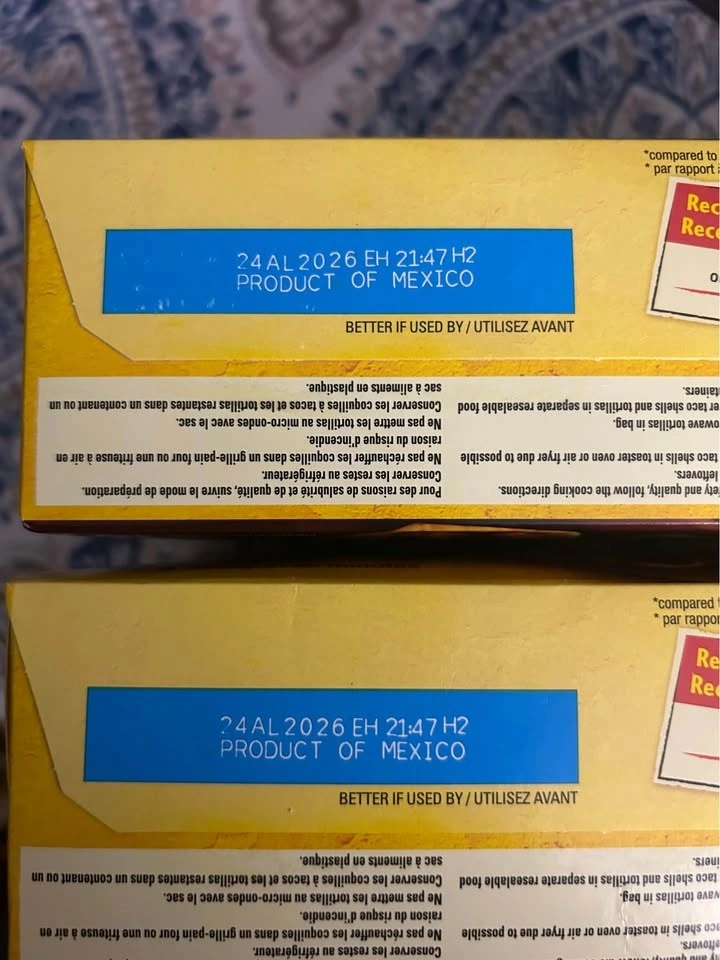 *compared to
* par rapport à
Rec
Rece
24AL2026 EH 21:47 H2
PRODUCT OF MEXICO
BETTER IF USED BY / UTILISEZ AVANT
Pour des raisons de salubrité et de qualité, suivre le mode de préparation.
Conserver les restes au réfrigérateur.
Ne pas réchauffer les coquilles dans un grille-pain four ou une friteuse à air en
raison du risque d'incendie.
Ne pas mettre les tortillas au micro-ondes avec le sac.
Conserver les coquilles à tacos et les tortillas restantes dans un contenant ou un
sac à aliments en plastique.
ety and quality, follow the cooking directions.
leftovers.
taco shells in toaster oven or air fryer due to possible
owave tortillas in bag.
er taco shells and tortillas in separate resealable food
tainers.
*compared
* par rappor
Re
Rec
24AL2026 EH 21:47 H2
PRODUCT OF MEXICO
BETTER IF USED BY / UTILISEZ AVANT
Conserver les restes au réfrigérateur.
Ne pas réchauffer les coquilles dans un grille-pain four ou une friteuse à air en
raison du risque d'incendie.
Ne pas mettre les tortillas au micro-ondes avec le sac.
Conserver les coquilles à tacos et les tortillas restantes dans un contenant ou un
sac à aliments en plastique.
eftovers.
aco shells in toaster oven or air fryer due to possible
wave tortillas in bag.
taco shells and tortillas in separate resealable food
iners.